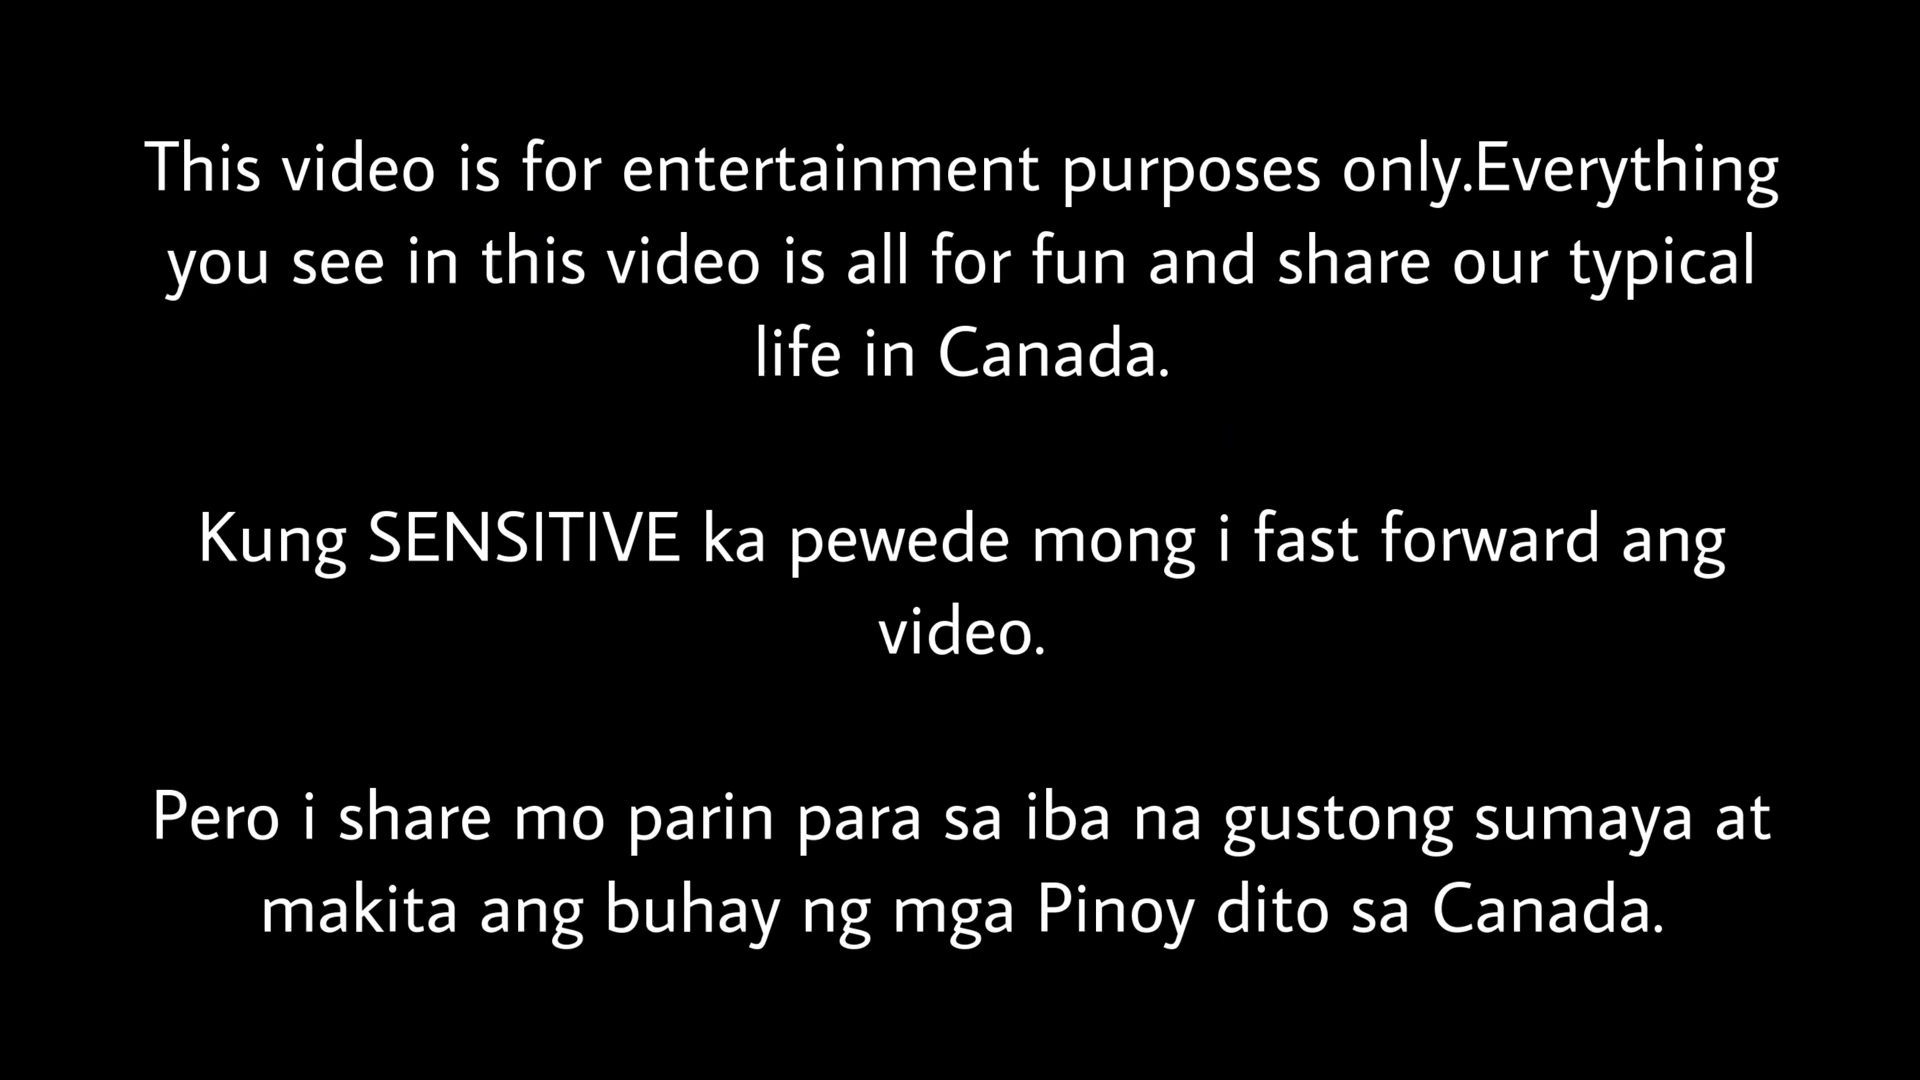 This video is for entertainment purposes only.Everything
you see in this video is all for fun and share our typical
life in Canada.
Kung SENSITIVE ka pewede mong i fast forward ang
video.
Pero i share mo parin para sa iba na gustong sumaya at
makita ang buhay ng mga Pinoy dito sa Canada.